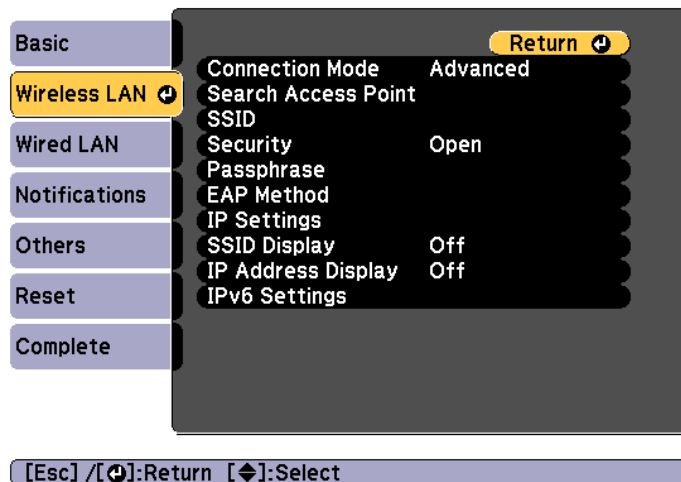 Basic
Wireless LAN
Wired LAN
Notifications
Others
Reset
Complete
Return
Connection Mode Advanced
Search Access Point
SSID
Security Open
Passphrase
EAP Method
IP Settings
SSID Display Off
IP Address Display Off
IPv6 Settings
[Esc] /[⏎]:Return [◆]:Select